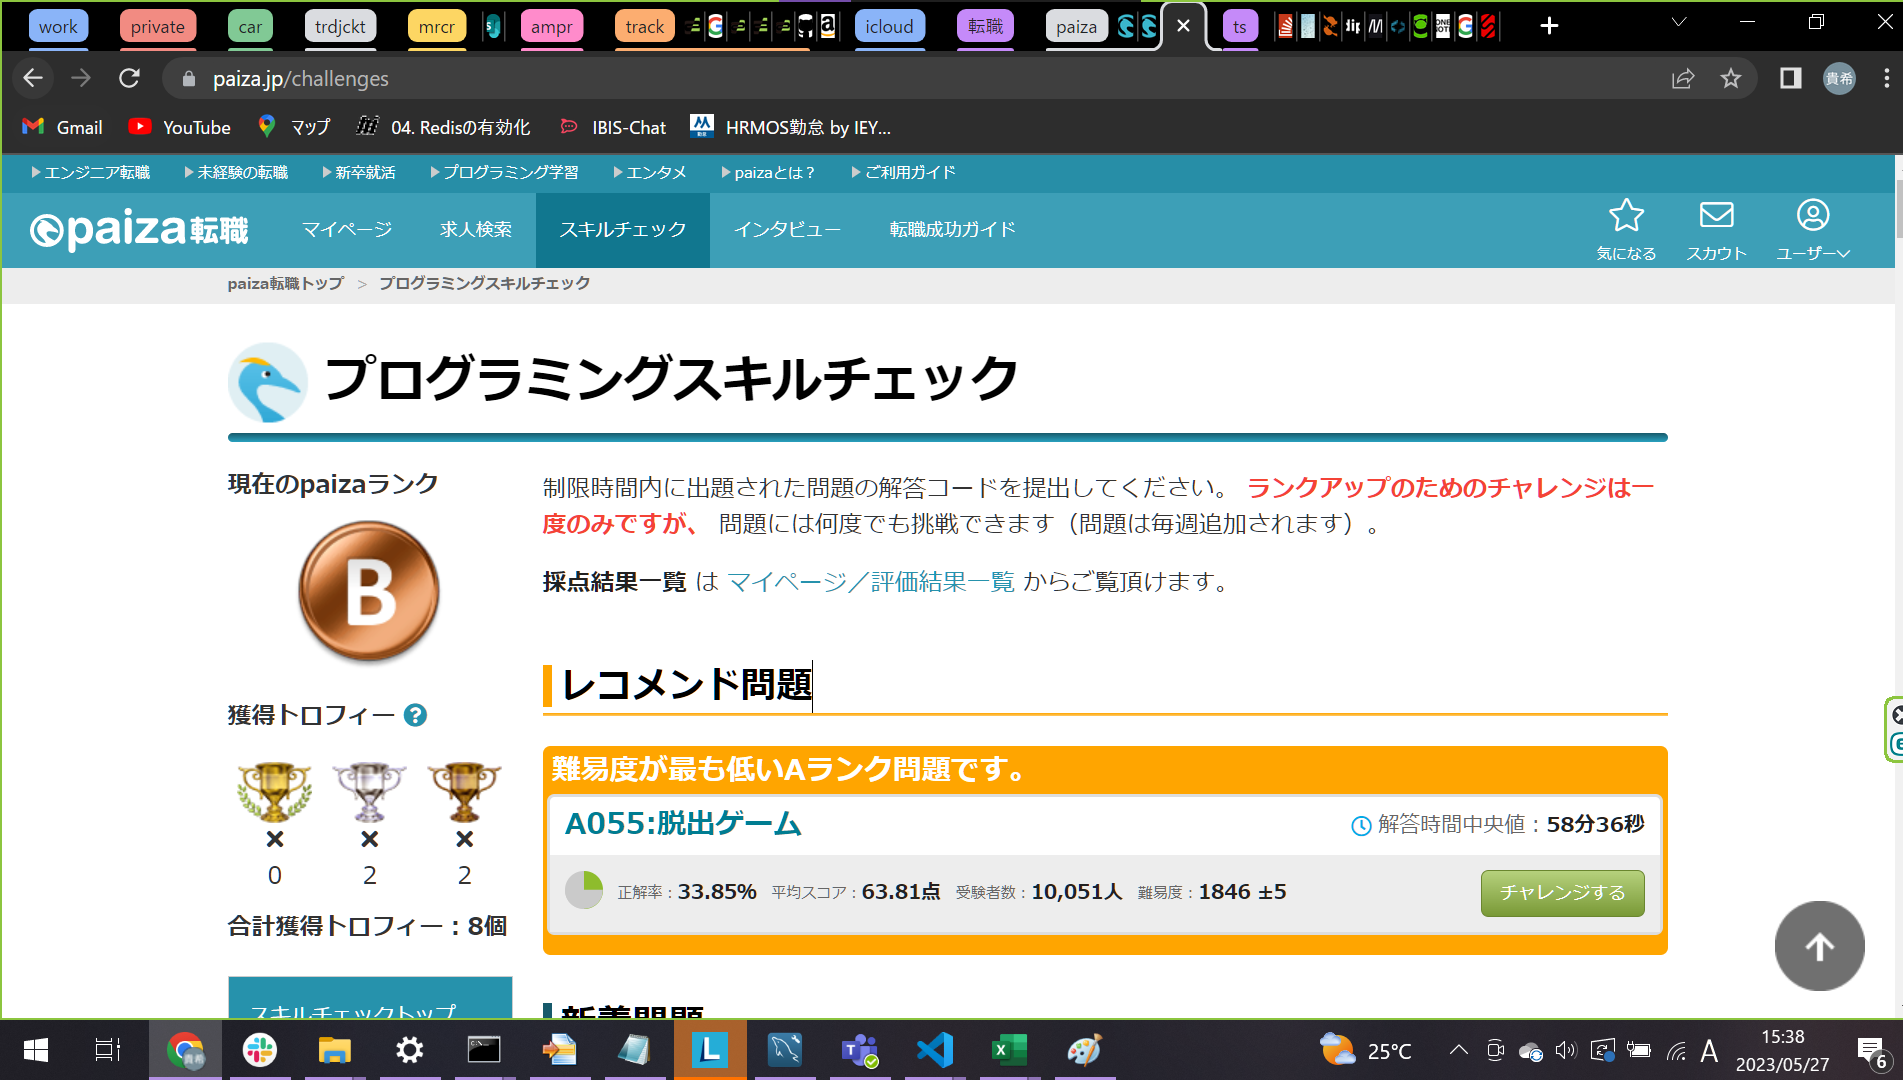 work private car trdjckt mrcr ampr track icloud 転職 paiza ts
paiza.jp/challenges
貴希
Gmail YouTube マップ 04. Redisの有効化 IBIS-Chat HRMOS勤怠 by IEY...
エンジニア転職 未経験の転職 新卒就活 プログラミング学習 エンタメ paizaとは？ ご利用ガイド
paiza転職 マイページ 求人検索 スキルチェック インタビュー 転職成功ガイド
気になる スカウト ユーザー
paiza転職トップ > プログラミングスキルチェック
プログラミングスキルチェック
現在のpaizaランク
B
獲得トロフィー ?
× × ×
0 2 2
合計獲得トロフィー：8個
スキルチェックトップ
制限時間内に出題された問題の解答コードを提出してください。 ランクアップのためのチャレンジは一
度のみですが、 問題には何度でも挑戦できます（問題は毎週追加されます）。
採点結果一覧 は マイページ／評価結果一覧 からご覧頂けます。
レコメンド問題
難易度が最も低いAランク問題です。
A055:脱出ゲーム
解答時間中央値：58分36秒
正解率：33.85% 平均スコア：63.81点 受験者数：10,051人 難易度：1846 ±5
チャレンジする
新着問題
25°C
A
15:38
2023/05/27
6